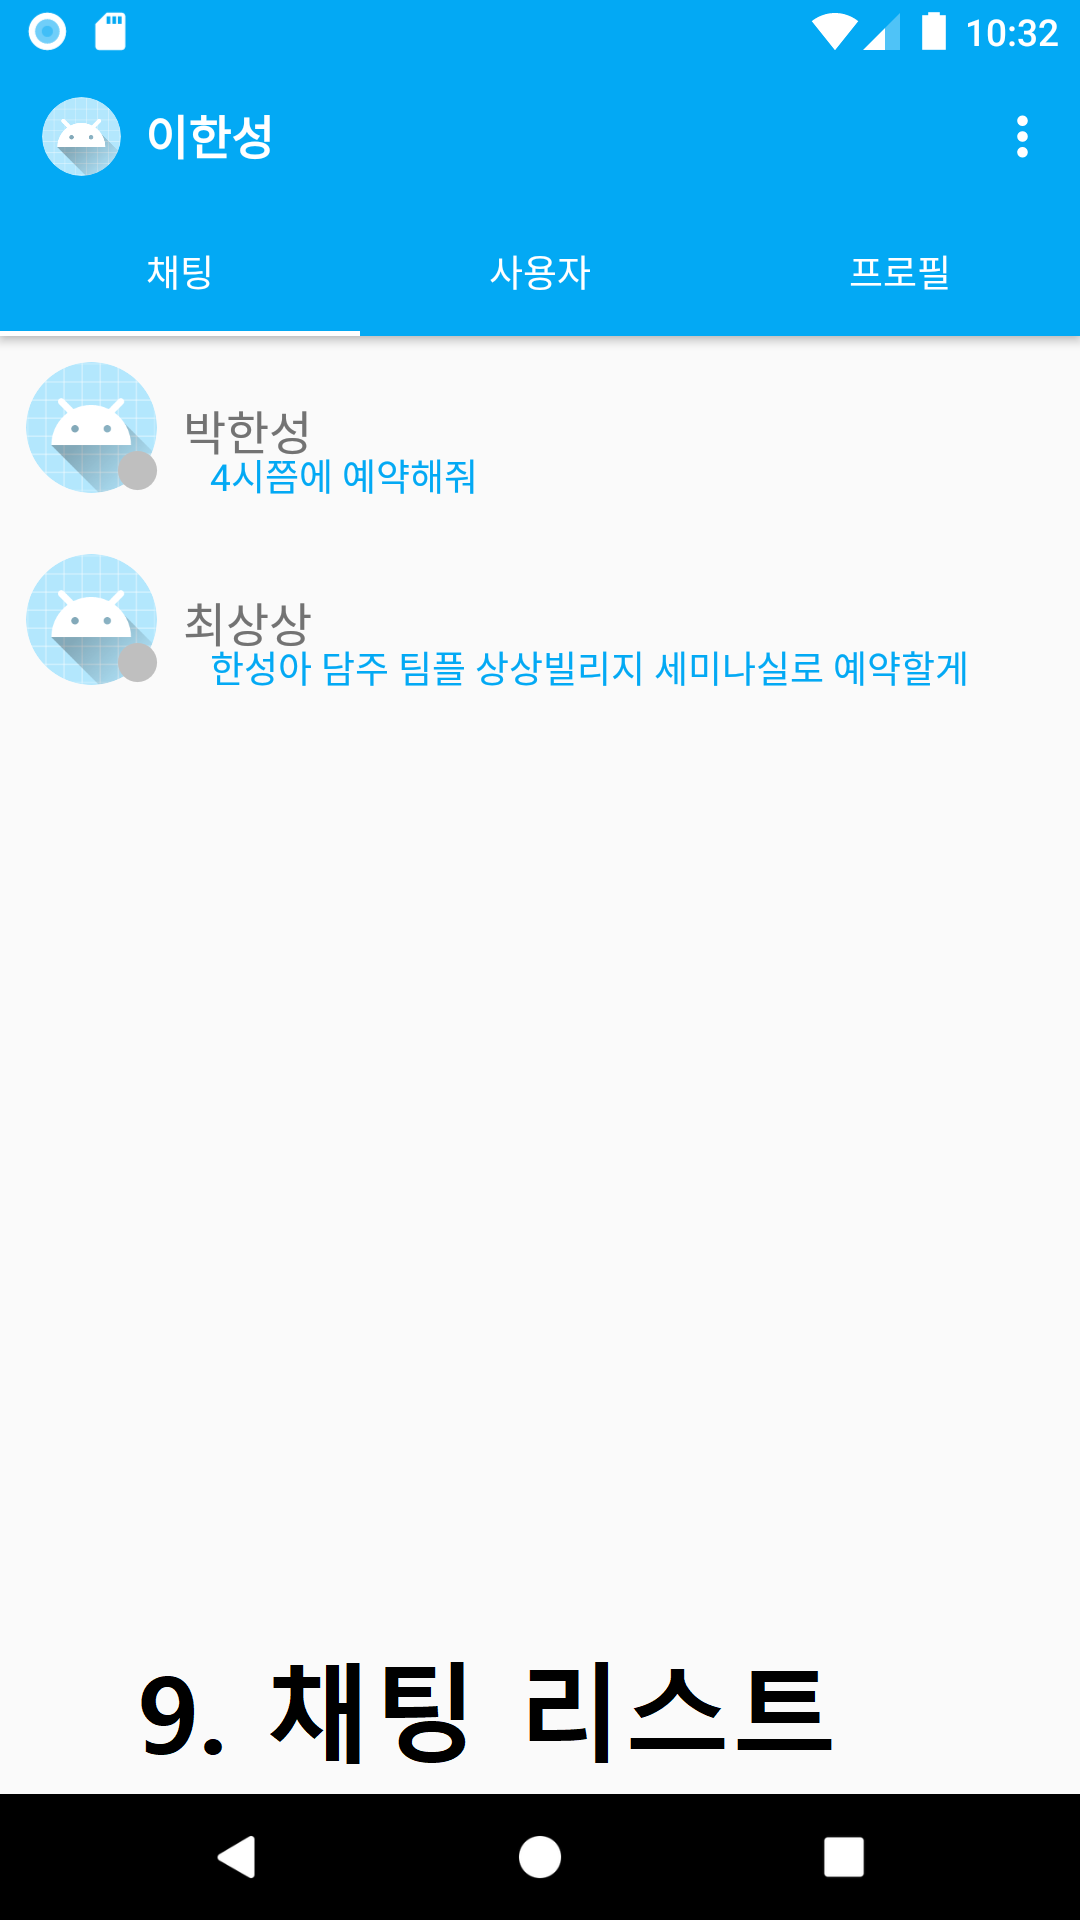 10:32
이한성
채팅 사용자 프로필
박한성
4시쯤에 예약해줘
최상상
한성아 담주 팀플 상상빌리지 세미나실로 예약할게
9. 채팅 리스트